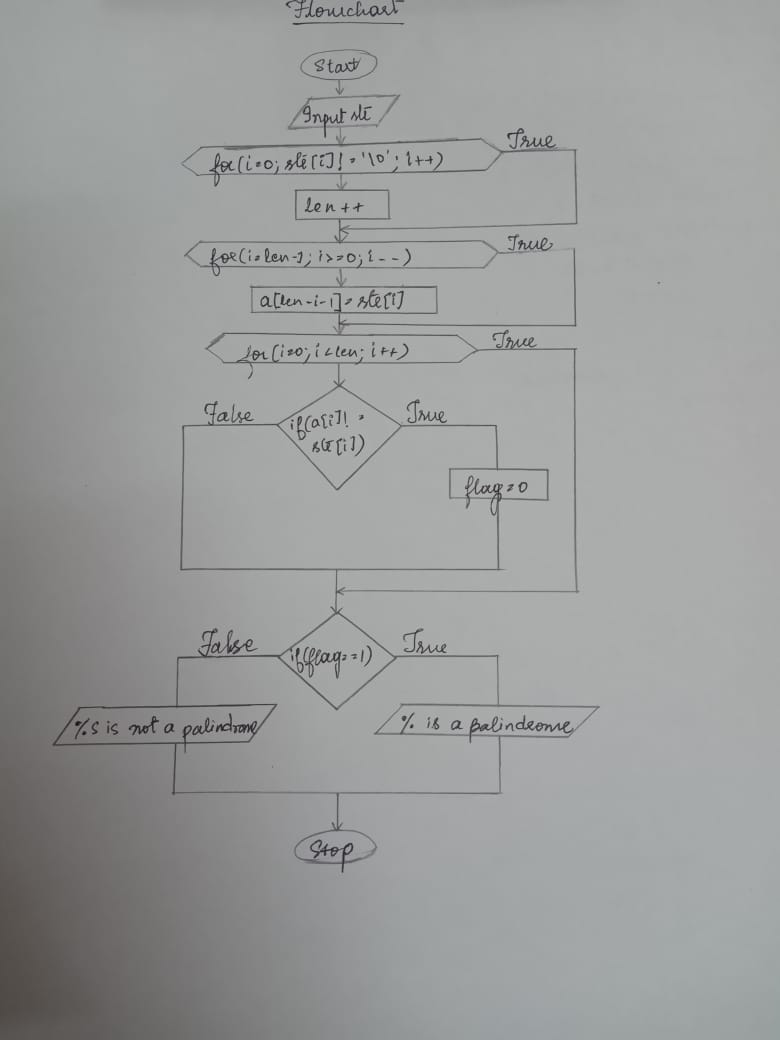 Flowchart
Start
Input str
for(i=0; str[i]!='\0'; i++)
True
len++
for(i=len-1; i>=0; i--)
True
a[len-i-1]=str[i]
for(i=0; i<len; i++)
True
False
if(a[i]!=
str[i])
True
flag=0
False
if(flag==1)
True
%s is not a palindrome
% is a palindrome
Stop